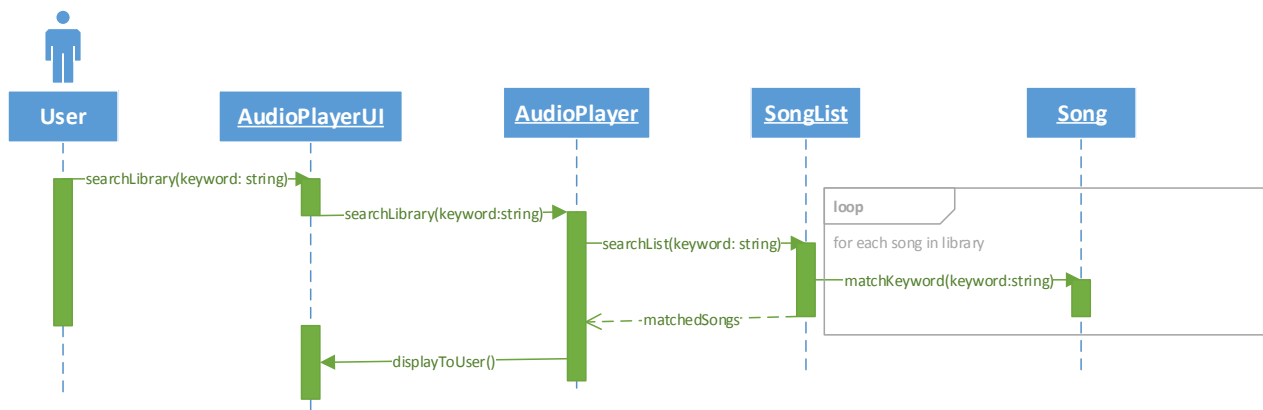 User
AudioPlayerUI
AudioPlayer
SongList
Song
searchLibrary(keyword: string)
searchLibrary(keyword:string)
loop
searchList(keyword: string)
for each song in library
matchKeyword(keyword:string)
matchedSongs
displayToUser()